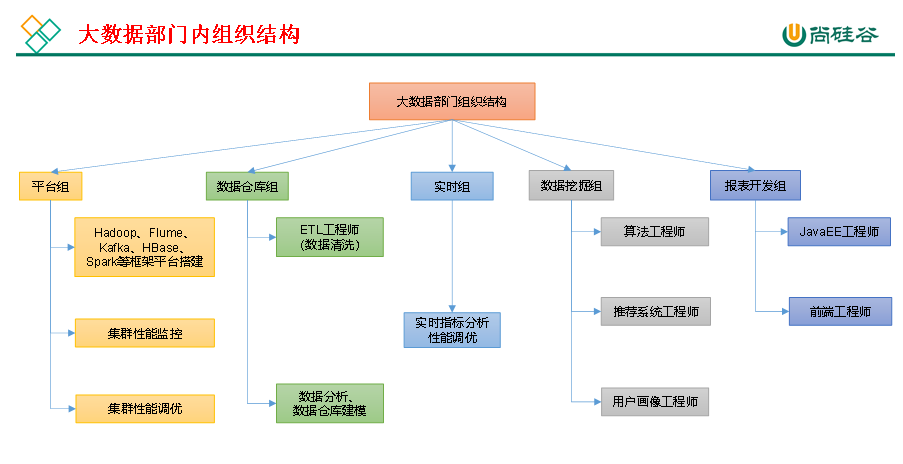 大数据部门内组织结构
尚硅谷
大数据部门组织结构
平台组
数据仓库组
实时组
数据挖掘组
报表开发组
Hadoop、Flume、
Kafka、HBase、
Spark等框架平台搭建
集群性能监控
集群性能调优
ETL工程师
（数据清洗）
数据分析、
数据仓库建模
实时指标分析
性能调优
算法工程师
推荐系统工程师
用户画像工程师
JavaEE工程师
前端工程师